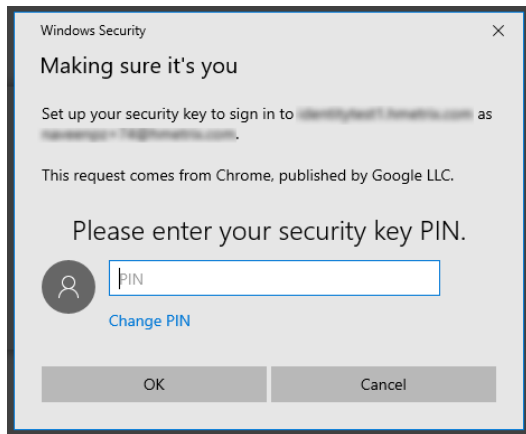 Windows Security
Making sure it's you
Set up your security key to sign in to as
.
This request comes from Chrome, published by Google LLC.
Please enter your security key PIN.
PIN
Change PIN
OK
Cancel